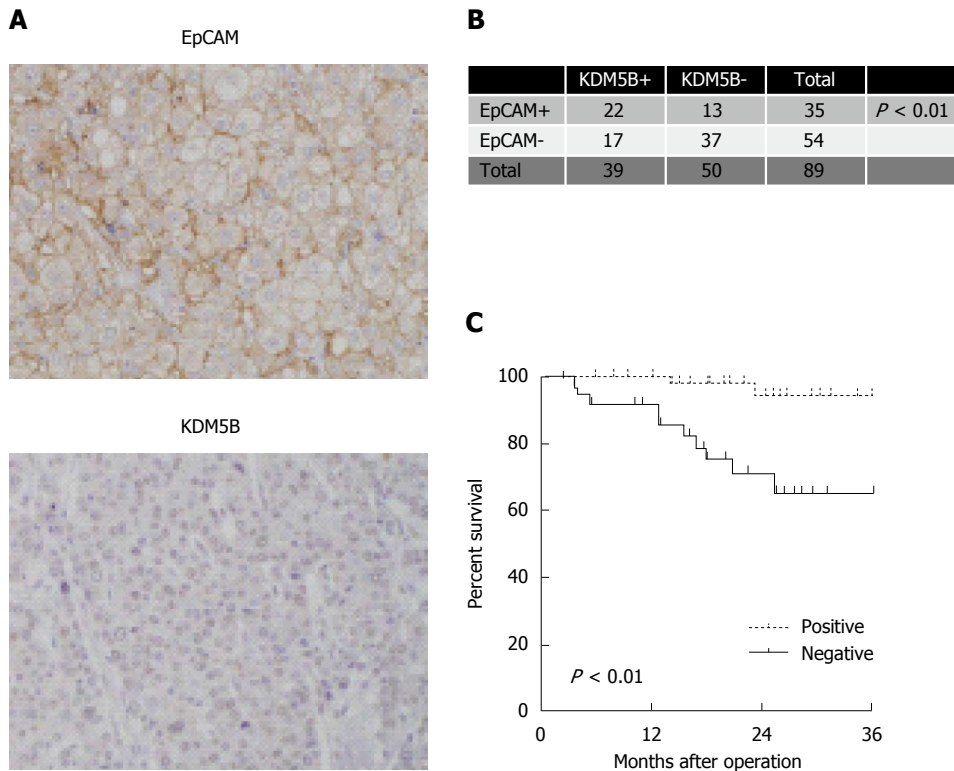 A
EpCAM
KDM5B
B
KDM5B+ KDM5B- Total
EpCAM+ 22 13 35 P < 0.01
EpCAM- 17 37 54
Total 39 50 89
C
100
80
60
40
20
0
Percent survival
Positive
Negative
P < 0.01
0 12 24 36
Months after operation